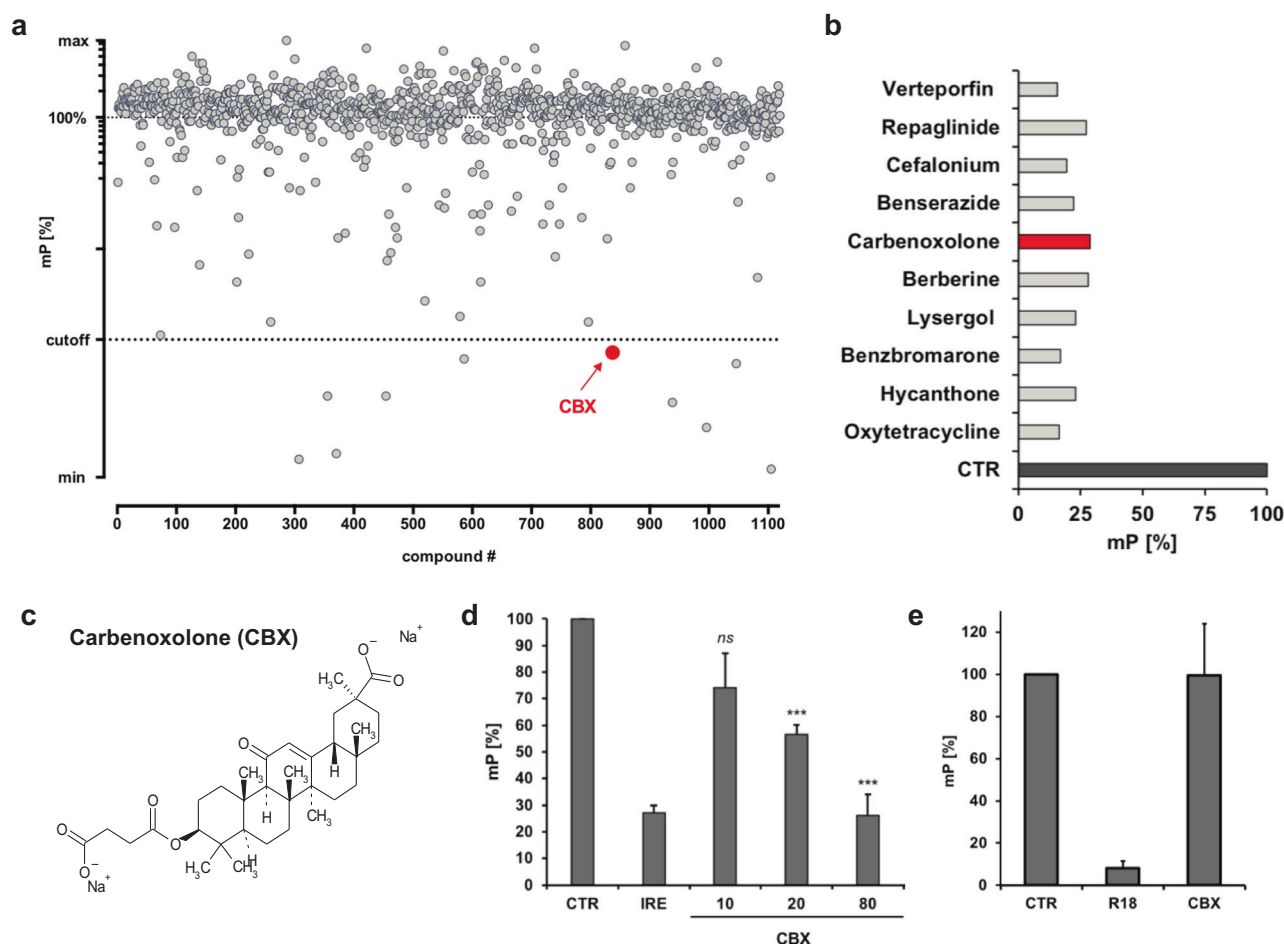 a
max
100%
mP [%]
cutoff
min
CBX
0 100 200 300 400 500 600 700 800 900 1000 1100
compound #
b
Verteporfin
Repaglinide
Cefalonium
Benserazide
Carbenoxolone
Berberine
Lysergol
Benzbromarone
Hycanthone
Oxytetracycline
CTR
0 25 50 75 100
mP [%]
c
Carbenoxolone (CBX)
O⁻ Na⁺
H₃C
O
CH₃
O
H
CH₃
CH₃ CH₃
H
CH₃
O
O
O
H
O⁻
Na⁺
H₃C CH₃
d
100
90
80
70
60
50
40
30
20
10
0
mP [%]
ns
***
***
CTR IRE 10 20 80
CBX
e
120
100
80
60
40
20
0
mP [%]
CTR R18 CBX